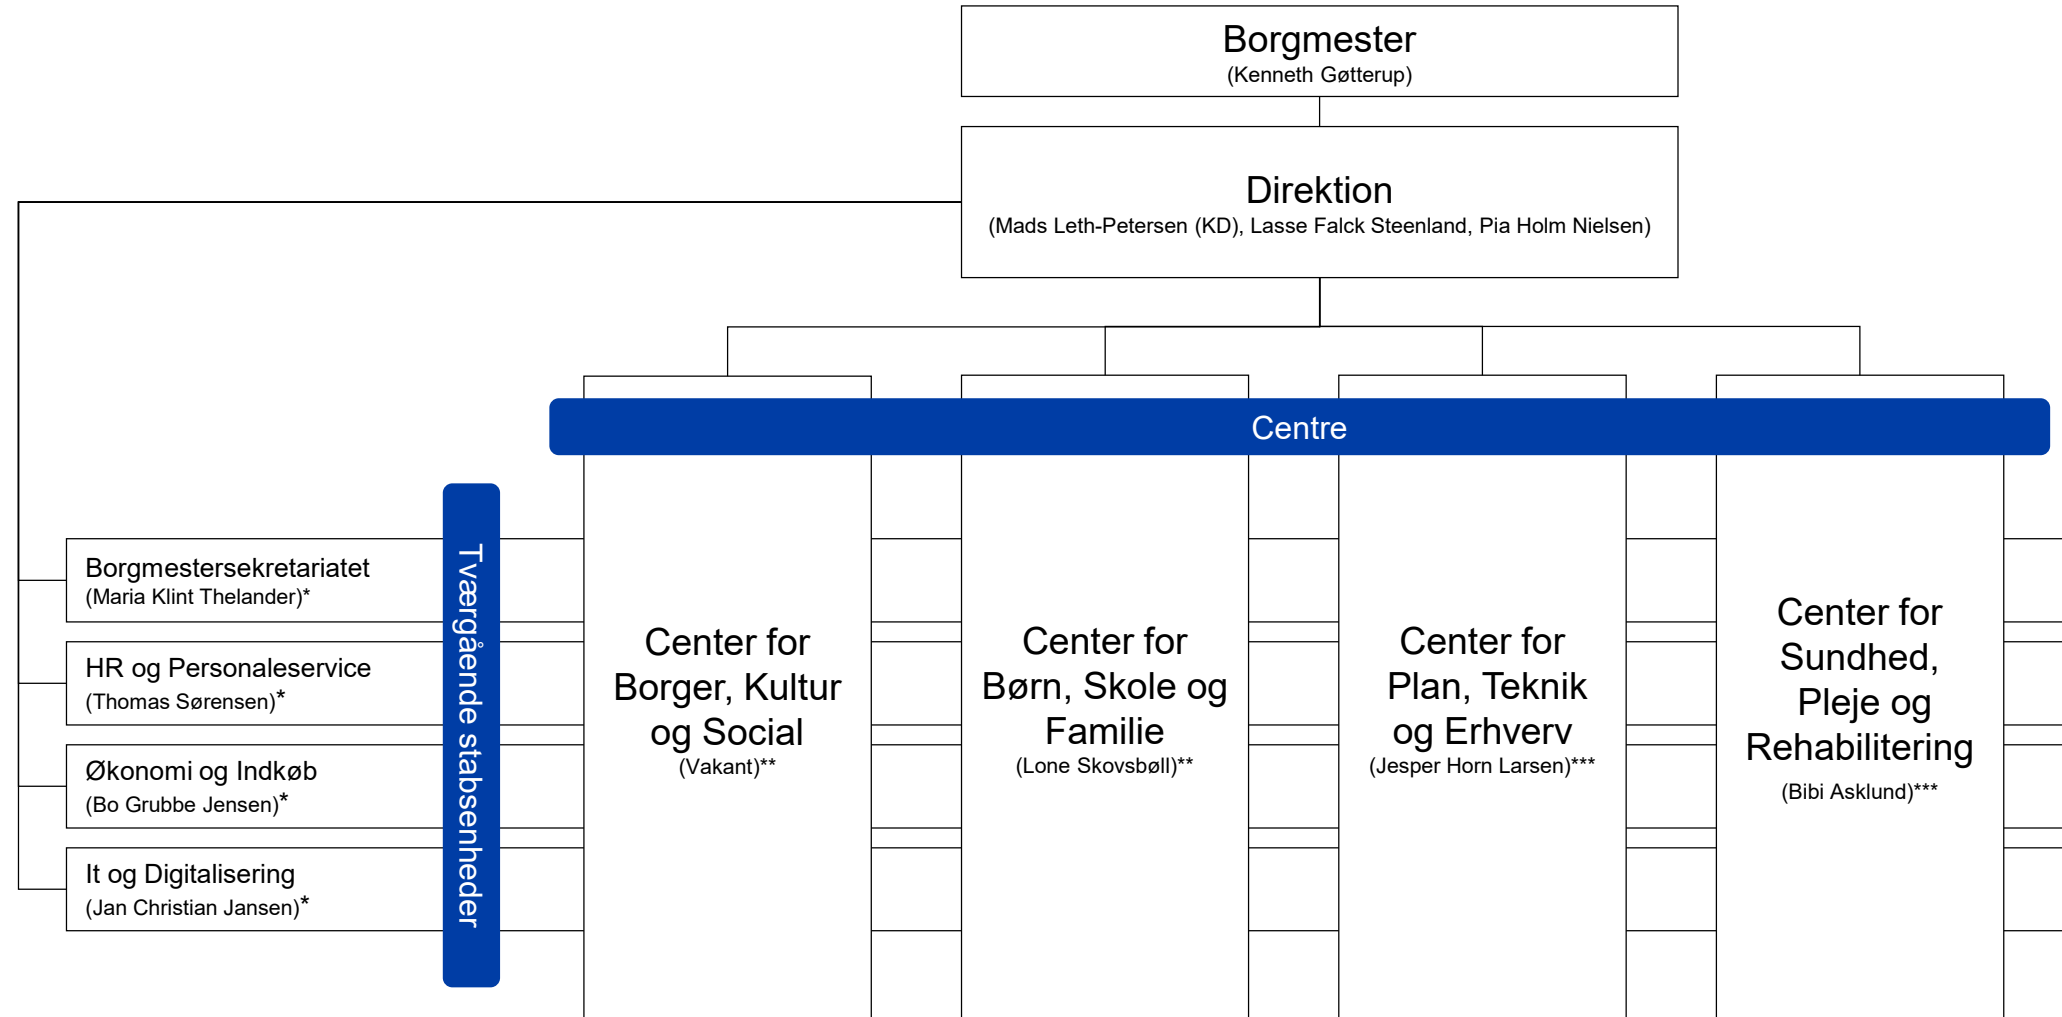 Borgmester
(Kenneth Gøtterup)
Direktion
(Mads Leth-Petersen (KD), Lasse Falck Steenland, Pia Holm Nielsen)
Centre
Tværgående stabsenheder
Borgmestersekretariatet
(Maria Klint Thelander)*
HR og Personaleservice
(Thomas Sørensen)*
Økonomi og Indkøb
(Bo Grubbe Jensen)*
It og Digitalisering
(Jan Christian Jansen)*
Center for
Borger, Kultur
og Social
(Vakant)**
Center for
Børn, Skole og
Familie
(Lone Skovsbøll)**
Center for
Plan, Teknik
og Erhverv
(Jesper Horn Larsen)***
Center for
Sundhed,
Pleje og
Rehabilitering
(Bibi Asklund)***